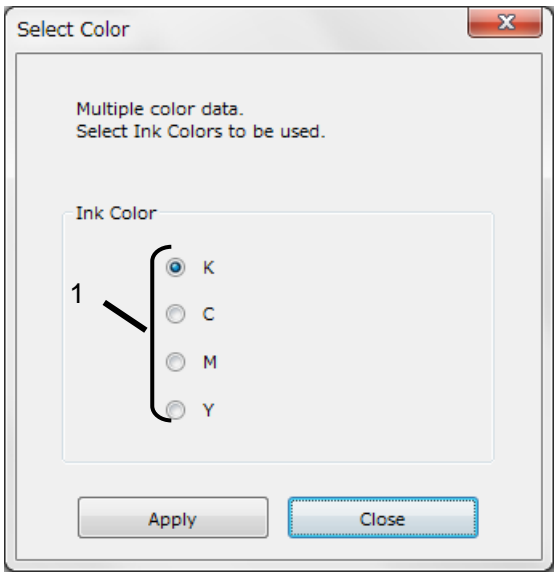 Select Color
Multiple color data.
Select Ink Colors to be used.
Ink Color
1
K
C
M
Y
Apply
Close